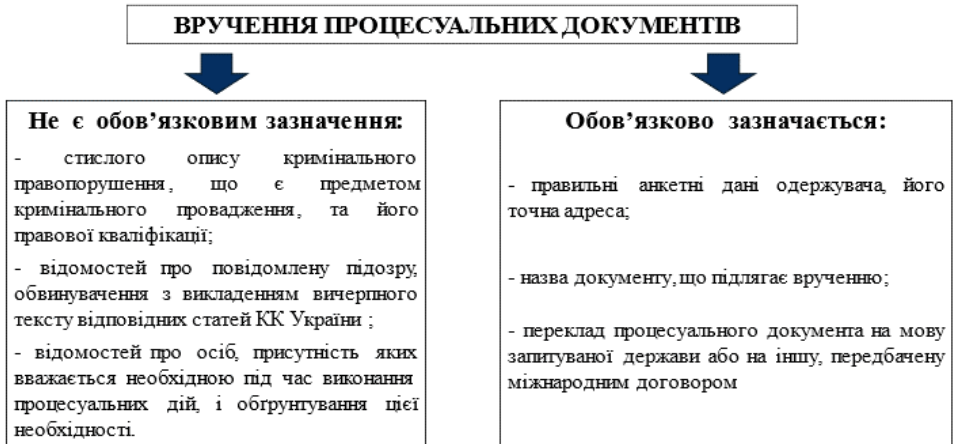 ВРУЧЕННЯ ПРОЦЕСУАЛЬНИХ ДОКУМЕНТІВ
Не є обов’язковим зазначення:
- стислого опису кримінального
правопорушення, що є предметом
кримінального провадження, та його
правової кваліфікації;
- відомостей про повідомлену підозру,
обвинувачення з викладенням вичерпного
тексту відповідних статей КК України ;
- відомостей про осіб, присутність яких
вважається необхідною під час виконання
процесуальних дій, і обґрунтування цієї
необхідності.
Обов’язково зазначається:
- правильні анкетні дані одержувача, його
точна адреса;
- назва документу, що підлягає врученню;
- переклад процесуального документа на мову
запитуваної держави або на іншу, передбачену
міжнародним договором